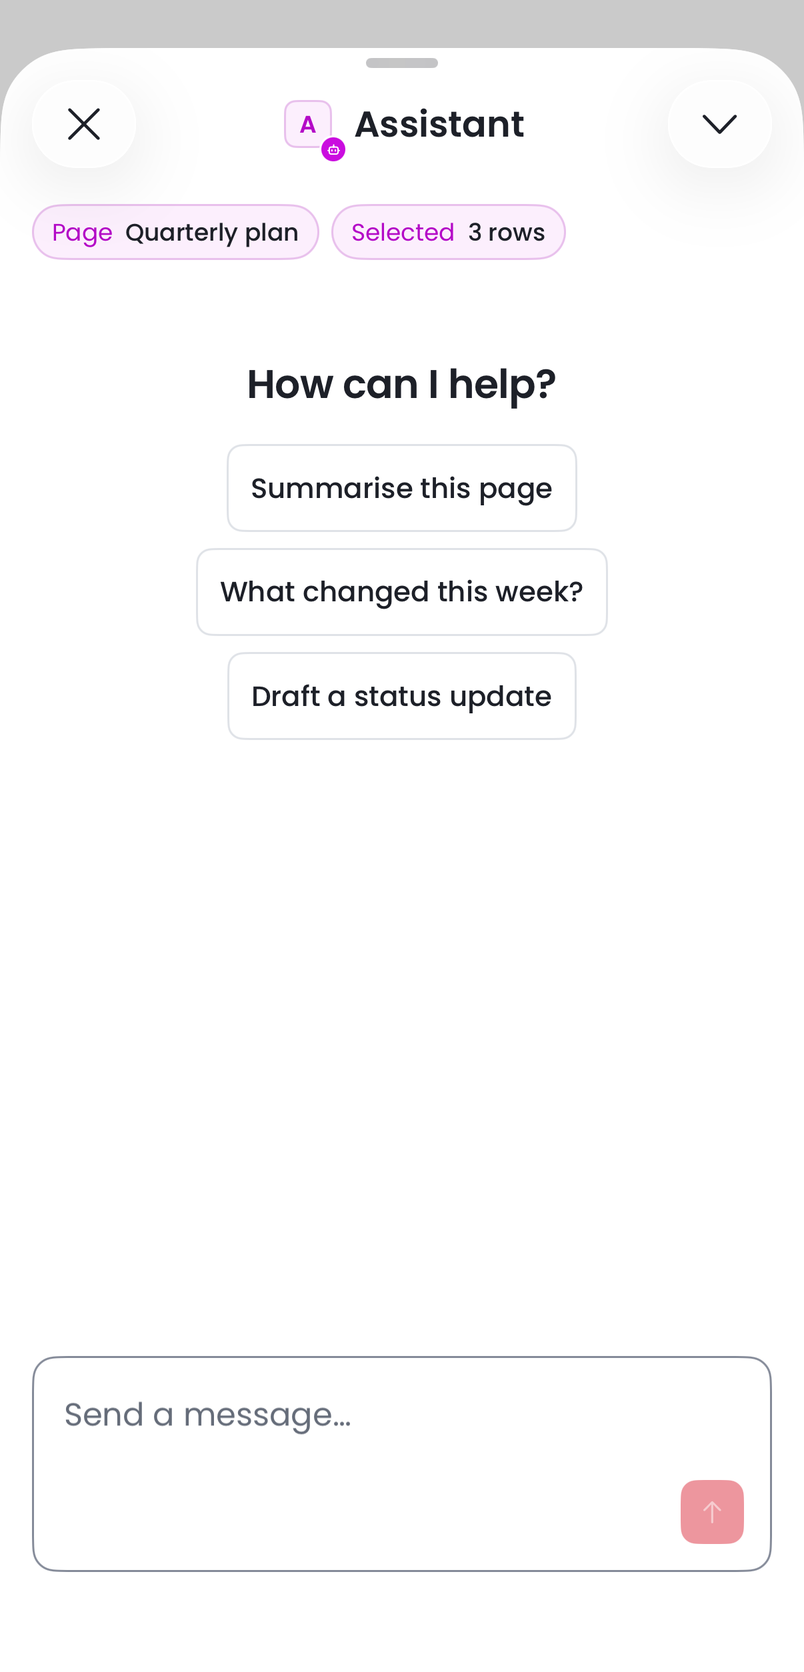 A Assistant
Page Quarterly plan Selected 3 rows
How can I help?
Summarise this page
What changed this week?
Draft a status update
Send a message...